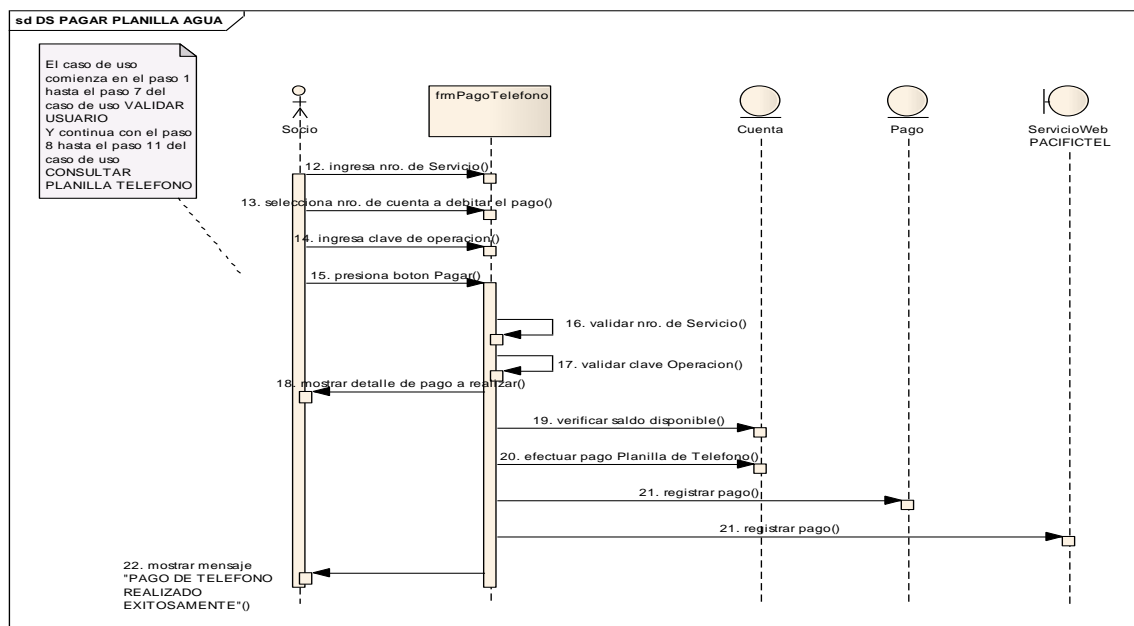 sd DS PAGAR PLANILLA AGUA
El caso de uso
comienza en el paso 1
hasta el paso 7 del
caso de uso VALIDAR
USUARIO
Y continua con el paso
8 hasta el paso 11 del
caso de uso
CONSULTAR
PLANILLA TELEFONO
Socio
frmPagoTelefono
Cuenta
Pago
ServicioWeb
PACIFICTEL
12. ingresa nro. de Servicio()
13. selecciona nro. de cuenta a debitar el pago()
14. ingresa clave de operacion()
15. presiona boton Pagar()
16. validar nro. de Servicio()
17. validar clave Operacion()
18. mostrar detalle de pago a realizar()
19. verificar saldo disponible()
20. efectuar pago Planilla de Telefono()
21. registrar pago()
21. registrar pago()
22. mostrar mensaje
"PAGO DE TELEFONO
REALIZADO
EXITOSAMENTE"()